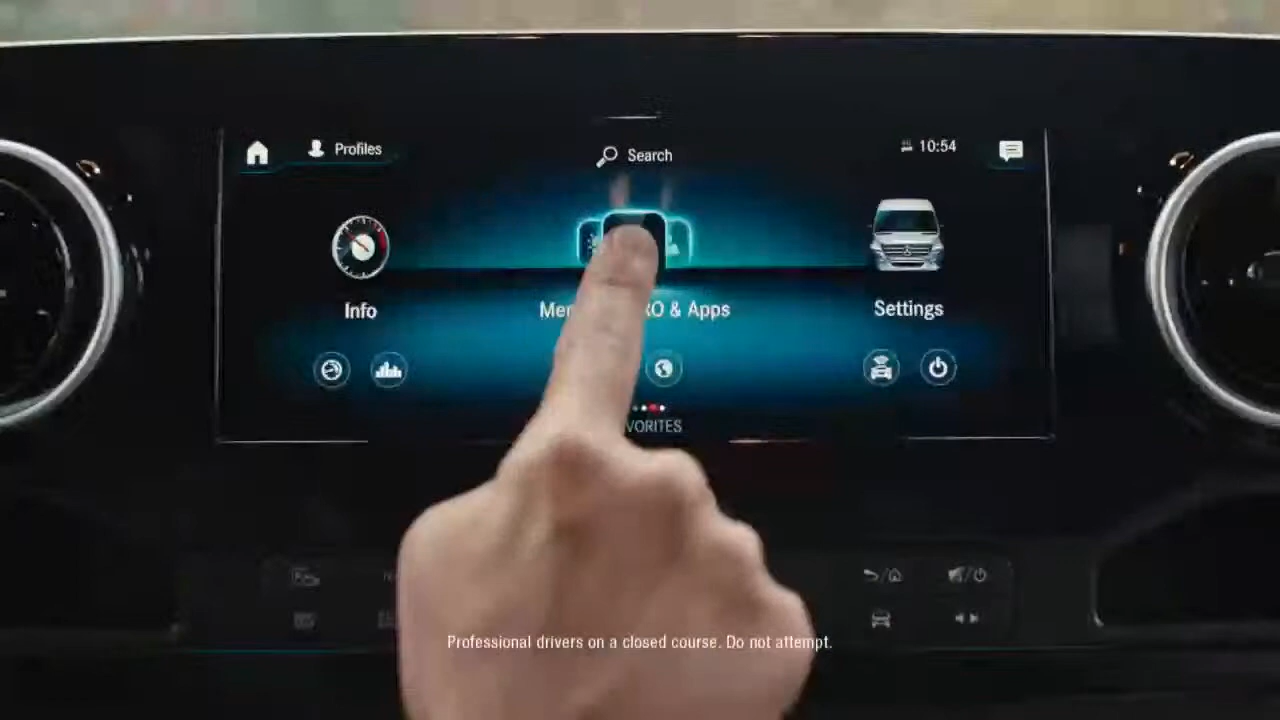 Profiles
Search
10:54
Info
RO & Apps
Settings
VORITES
Professional drivers on a closed course. Do not attempt.